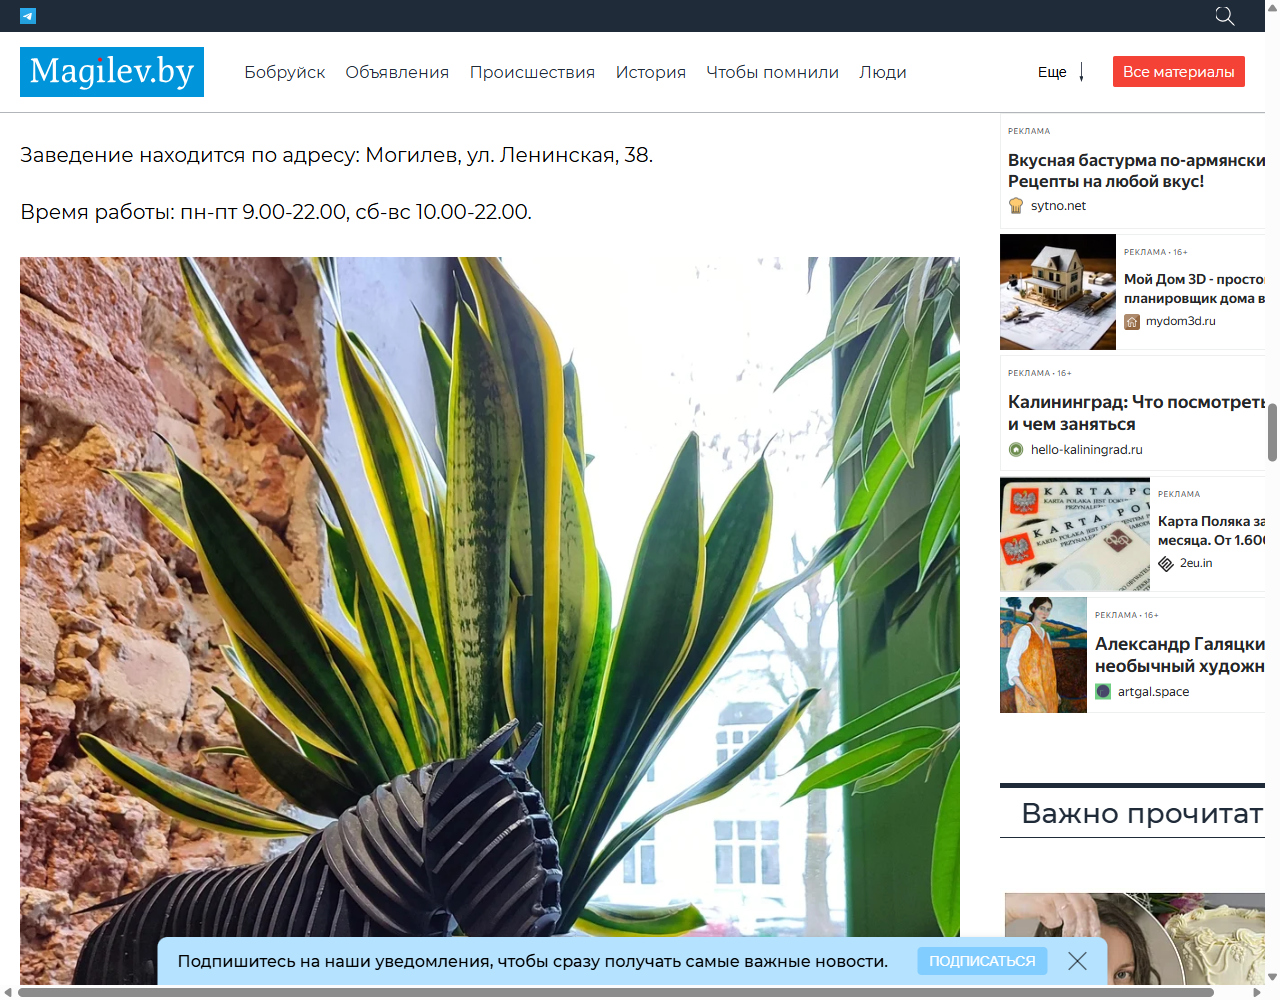 Magilev.by
Бобруйск Объявления Происшествия История Чтобы помнили Люди
Еще
Все материалы
Заведение находится по адресу: Могилев, ул. Ленинская, 38.
Время работы: пн-пт 9.00-22.00, сб-вс 10.00-22.00.
РЕКЛАМА
Вкусная бастурма по-армянски
Рецепты на любой вкус!
sytno.net
РЕКЛАМА • 16+
Мой Дом 3D - просто
планировщик дома в
mydom3d.ru
РЕКЛАМА • 16+
Калининград: Что посмотреть
и чем заняться
hello-kaliningrad.ru
KARTA PO
KARTA POL
РЕКЛАМА
Карта Поляка за
месяца. От 1.600
2eu.in
РЕКЛАМА • 16+
Александр Галяцки
необычный художн
artgal.space
Важно прочитат
Подпишитесь на наши уведомления, чтобы сразу получать самые важные новости.
ПОДПИСАТЬСЯ